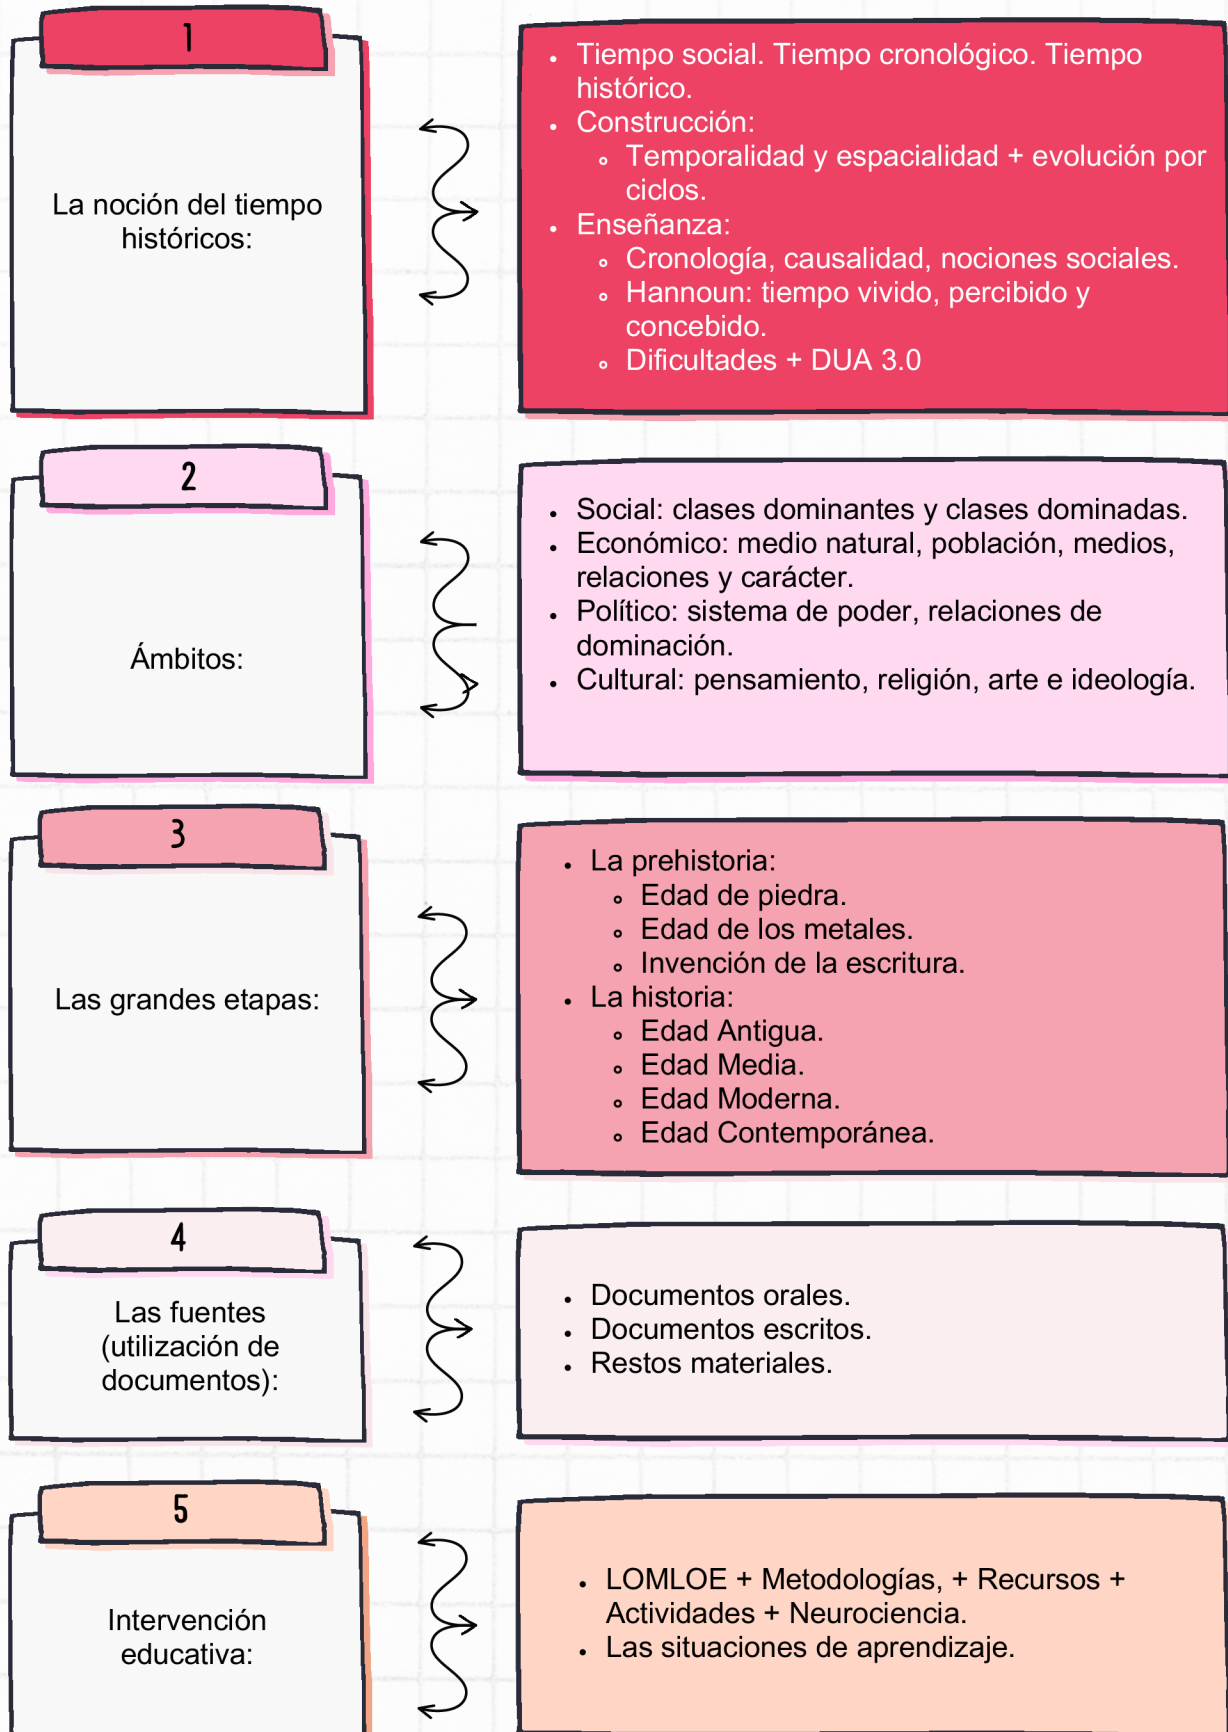 1
La noción del tiempo
históricos:
• Tiempo social. Tiempo cronológico. Tiempo
histórico.
• Construcción:
∘ Temporalidad y espacialidad + evolución por
ciclos.
• Enseñanza:
∘ Cronología, causalidad, nociones sociales.
∘ Hannoun: tiempo vivido, percibido y
concebido.
∘ Dificultades + DUA 3.0
2
Ámbitos:
• Social: clases dominantes y clases dominadas.
• Económico: medio natural, población, medios,
relaciones y carácter.
• Político: sistema de poder, relaciones de
dominación.
• Cultural: pensamiento, religión, arte e ideología.
3
Las grandes etapas:
• La prehistoria:
∘ Edad de piedra.
∘ Edad de los metales.
∘ Invención de la escritura.
• La historia:
∘ Edad Antigua.
∘ Edad Media.
∘ Edad Moderna.
∘ Edad Contemporánea.
4
Las fuentes
(utilización de
documentos):
• Documentos orales.
• Documentos escritos.
• Restos materiales.
5
Intervención
educativa:
• LOMLOE + Metodologías, + Recursos +
Actividades + Neurociencia.
• Las situaciones de aprendizaje.